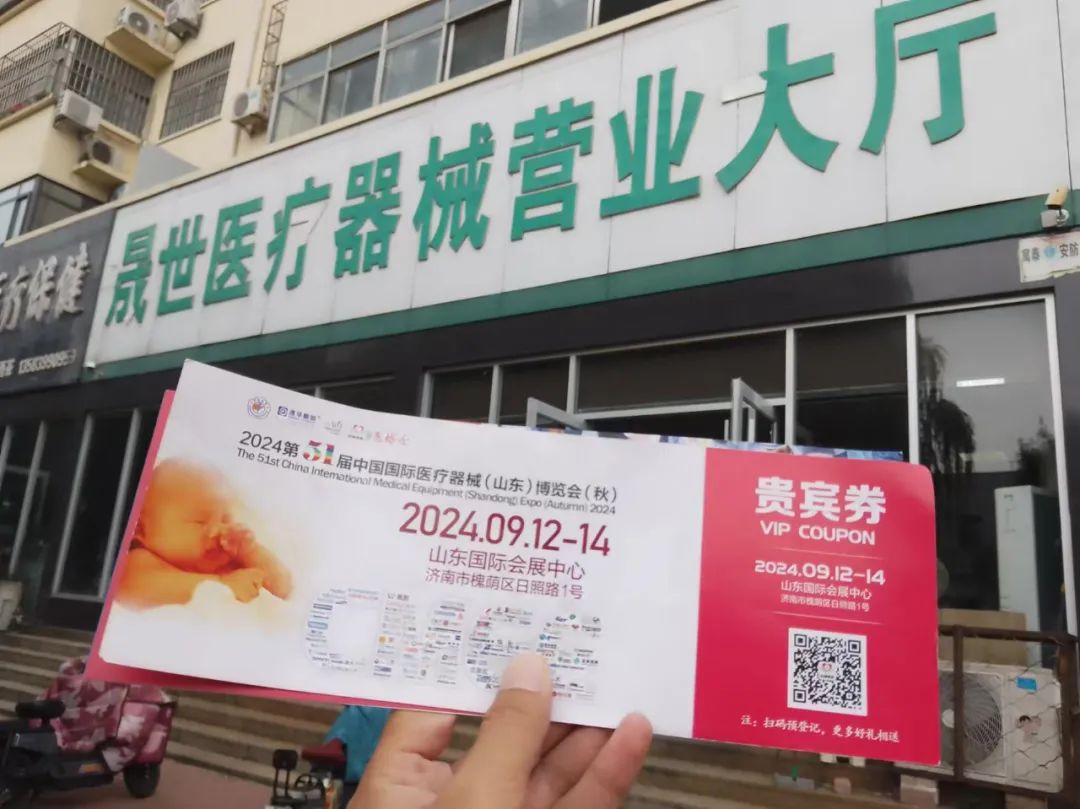 晟世医疗器械营业大厅
方保健
安防
2024第51届中国国际医疗器械(山东)博览会(秋)
The 51st China International Medical Equipment (Shandong) Expo (Autumn) 2024
2024.09.12-14
山东国际会展中心
济南市槐荫区日照路1号
贵宾券
VIP COUPON
2024.09.12-14
山东国际会展中心
济南市槐荫区日照路1号
注：扫码预登记，更多好礼相送